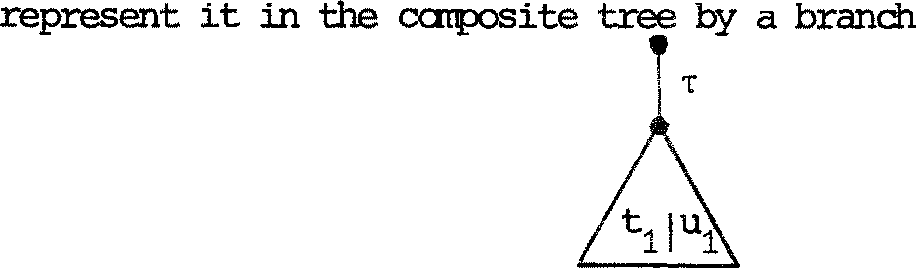 represent it in the composite tree by a branch
τ
t₁|u₁